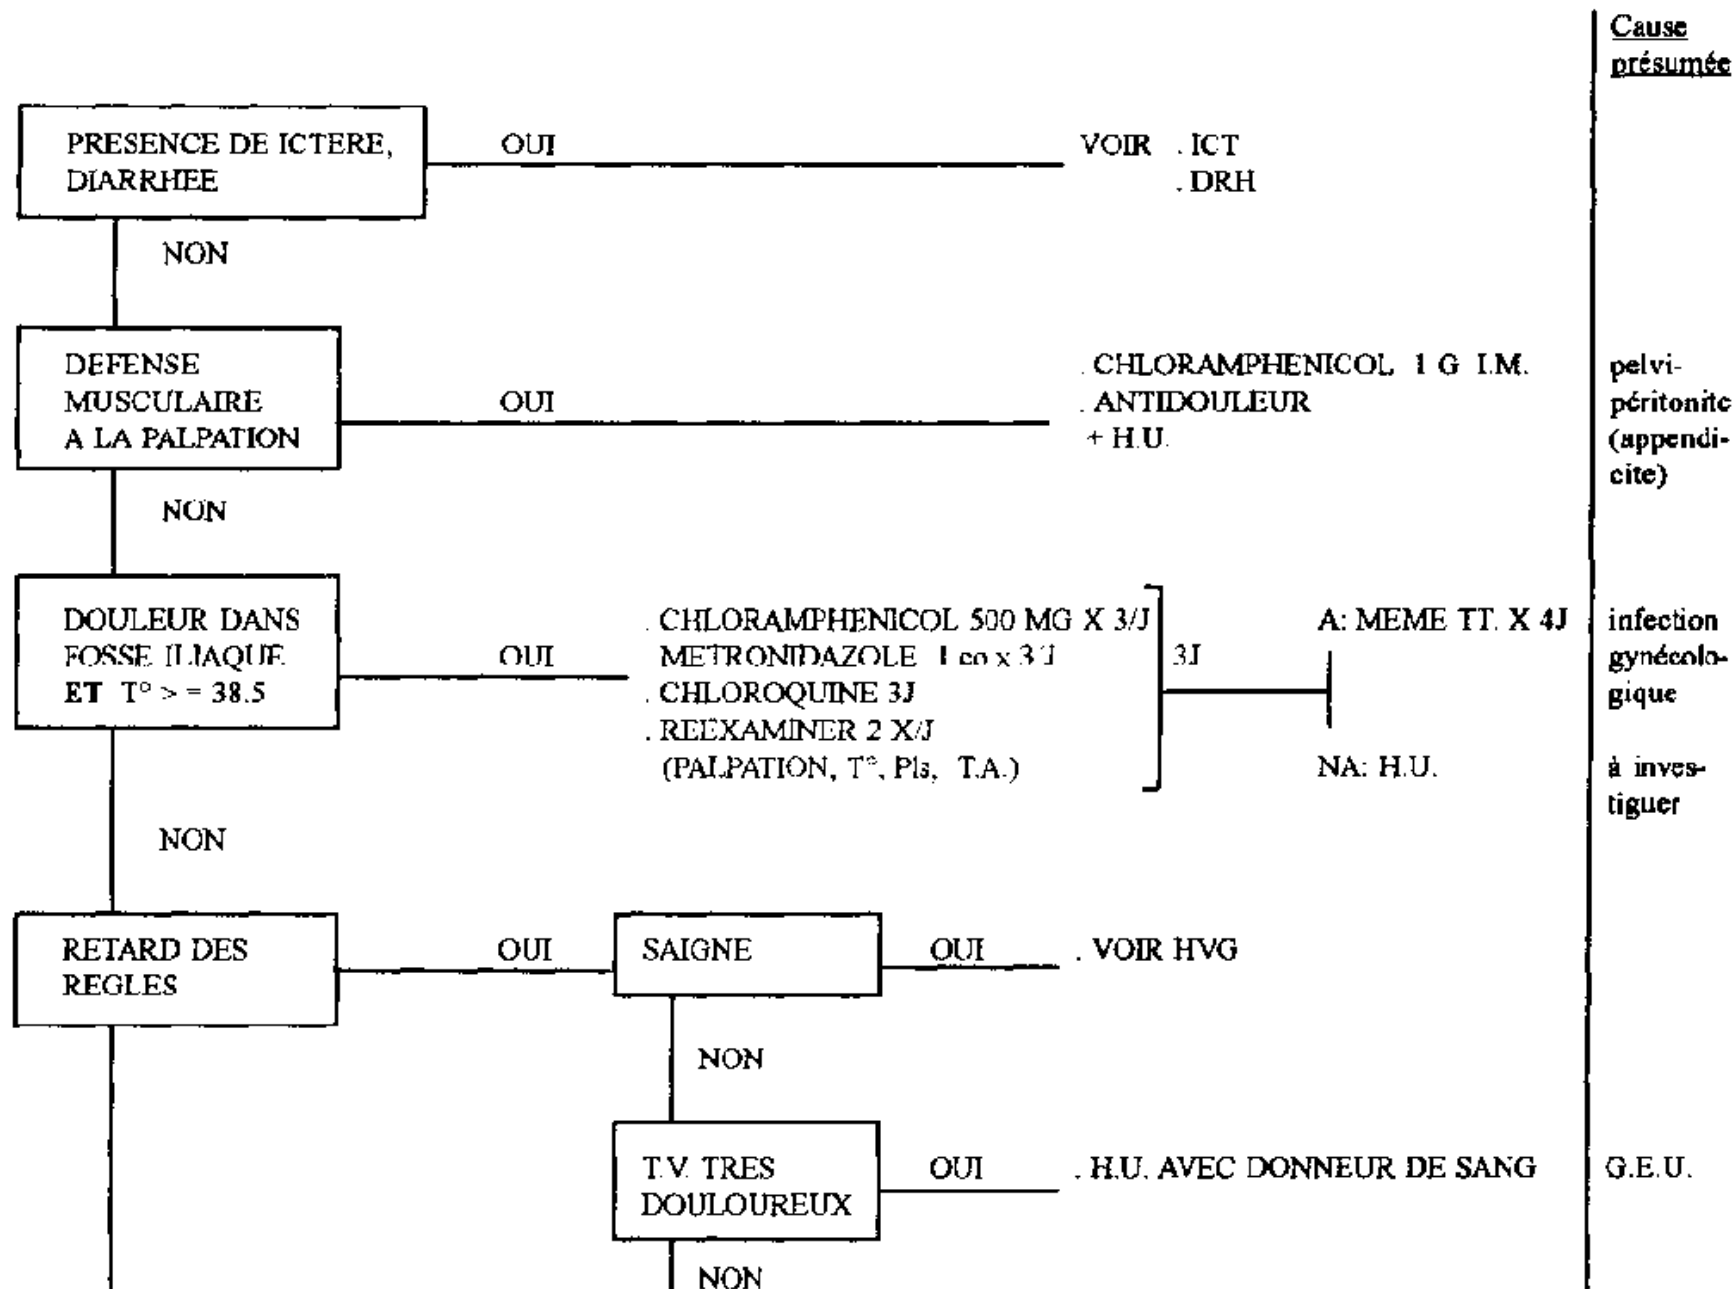 Cause
présumée
PRESENCE DE ICTERE,
DIARRHEE
OUI
VOIR . ICT
. DRH
NON
DEFENSE
MUSCULAIRE
A LA PALPATION
OUI
. CHLORAMPHENICOL 1 G I.M.
. ANTIDOULEUR
+ H.U.
pelvi-
péritonite
(appendi-
cite)
NON
DOULEUR DANS
FOSSE ILIAQUE
ET T° > = 38.5
OUI
. CHLORAMPHENICOL 500 MG X 3/J
METRONIDAZOLE 1 co x 3/J
. CHLOROQUINE 3J
. REEXAMINER 2 X/J
(PALPATION, T°, Pls, T.A.)
3J
A: MEME TT. X 4J
NA: H.U.
infection
gynécolo-
gique
à inves-
tiguer
NON
RETARD DES
REGLES
OUI
SAIGNE
OUI
. VOIR HVG
NON
T.V. TRES
DOULOUREUX
OUI
. H.U. AVEC DONNEUR DE SANG
G.E.U.
NON